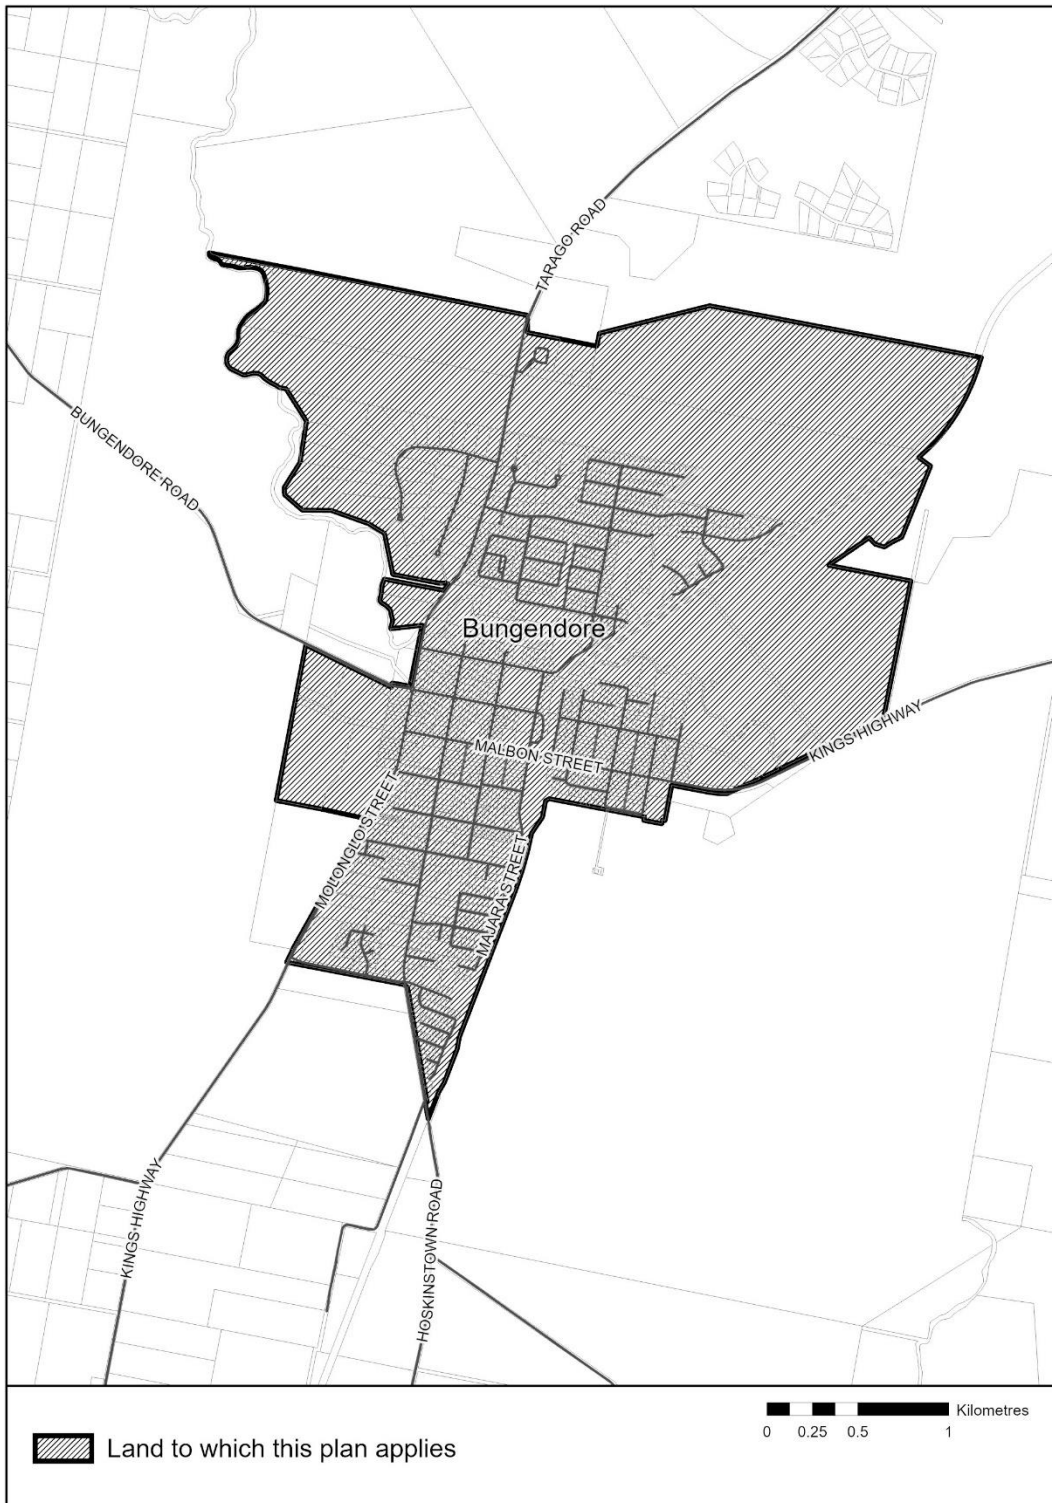 TARAGO ROAD
BUNGENDORE ROAD
Bungendore
KINGS HIGHWAY
MALBON STREET
MOLONGLO STREET
MAJARA STREET
KINGS HIGHWAY
HOSKINSTOWN ROAD
Land to which this plan applies
Kilometres
0 0.25 0.5 1